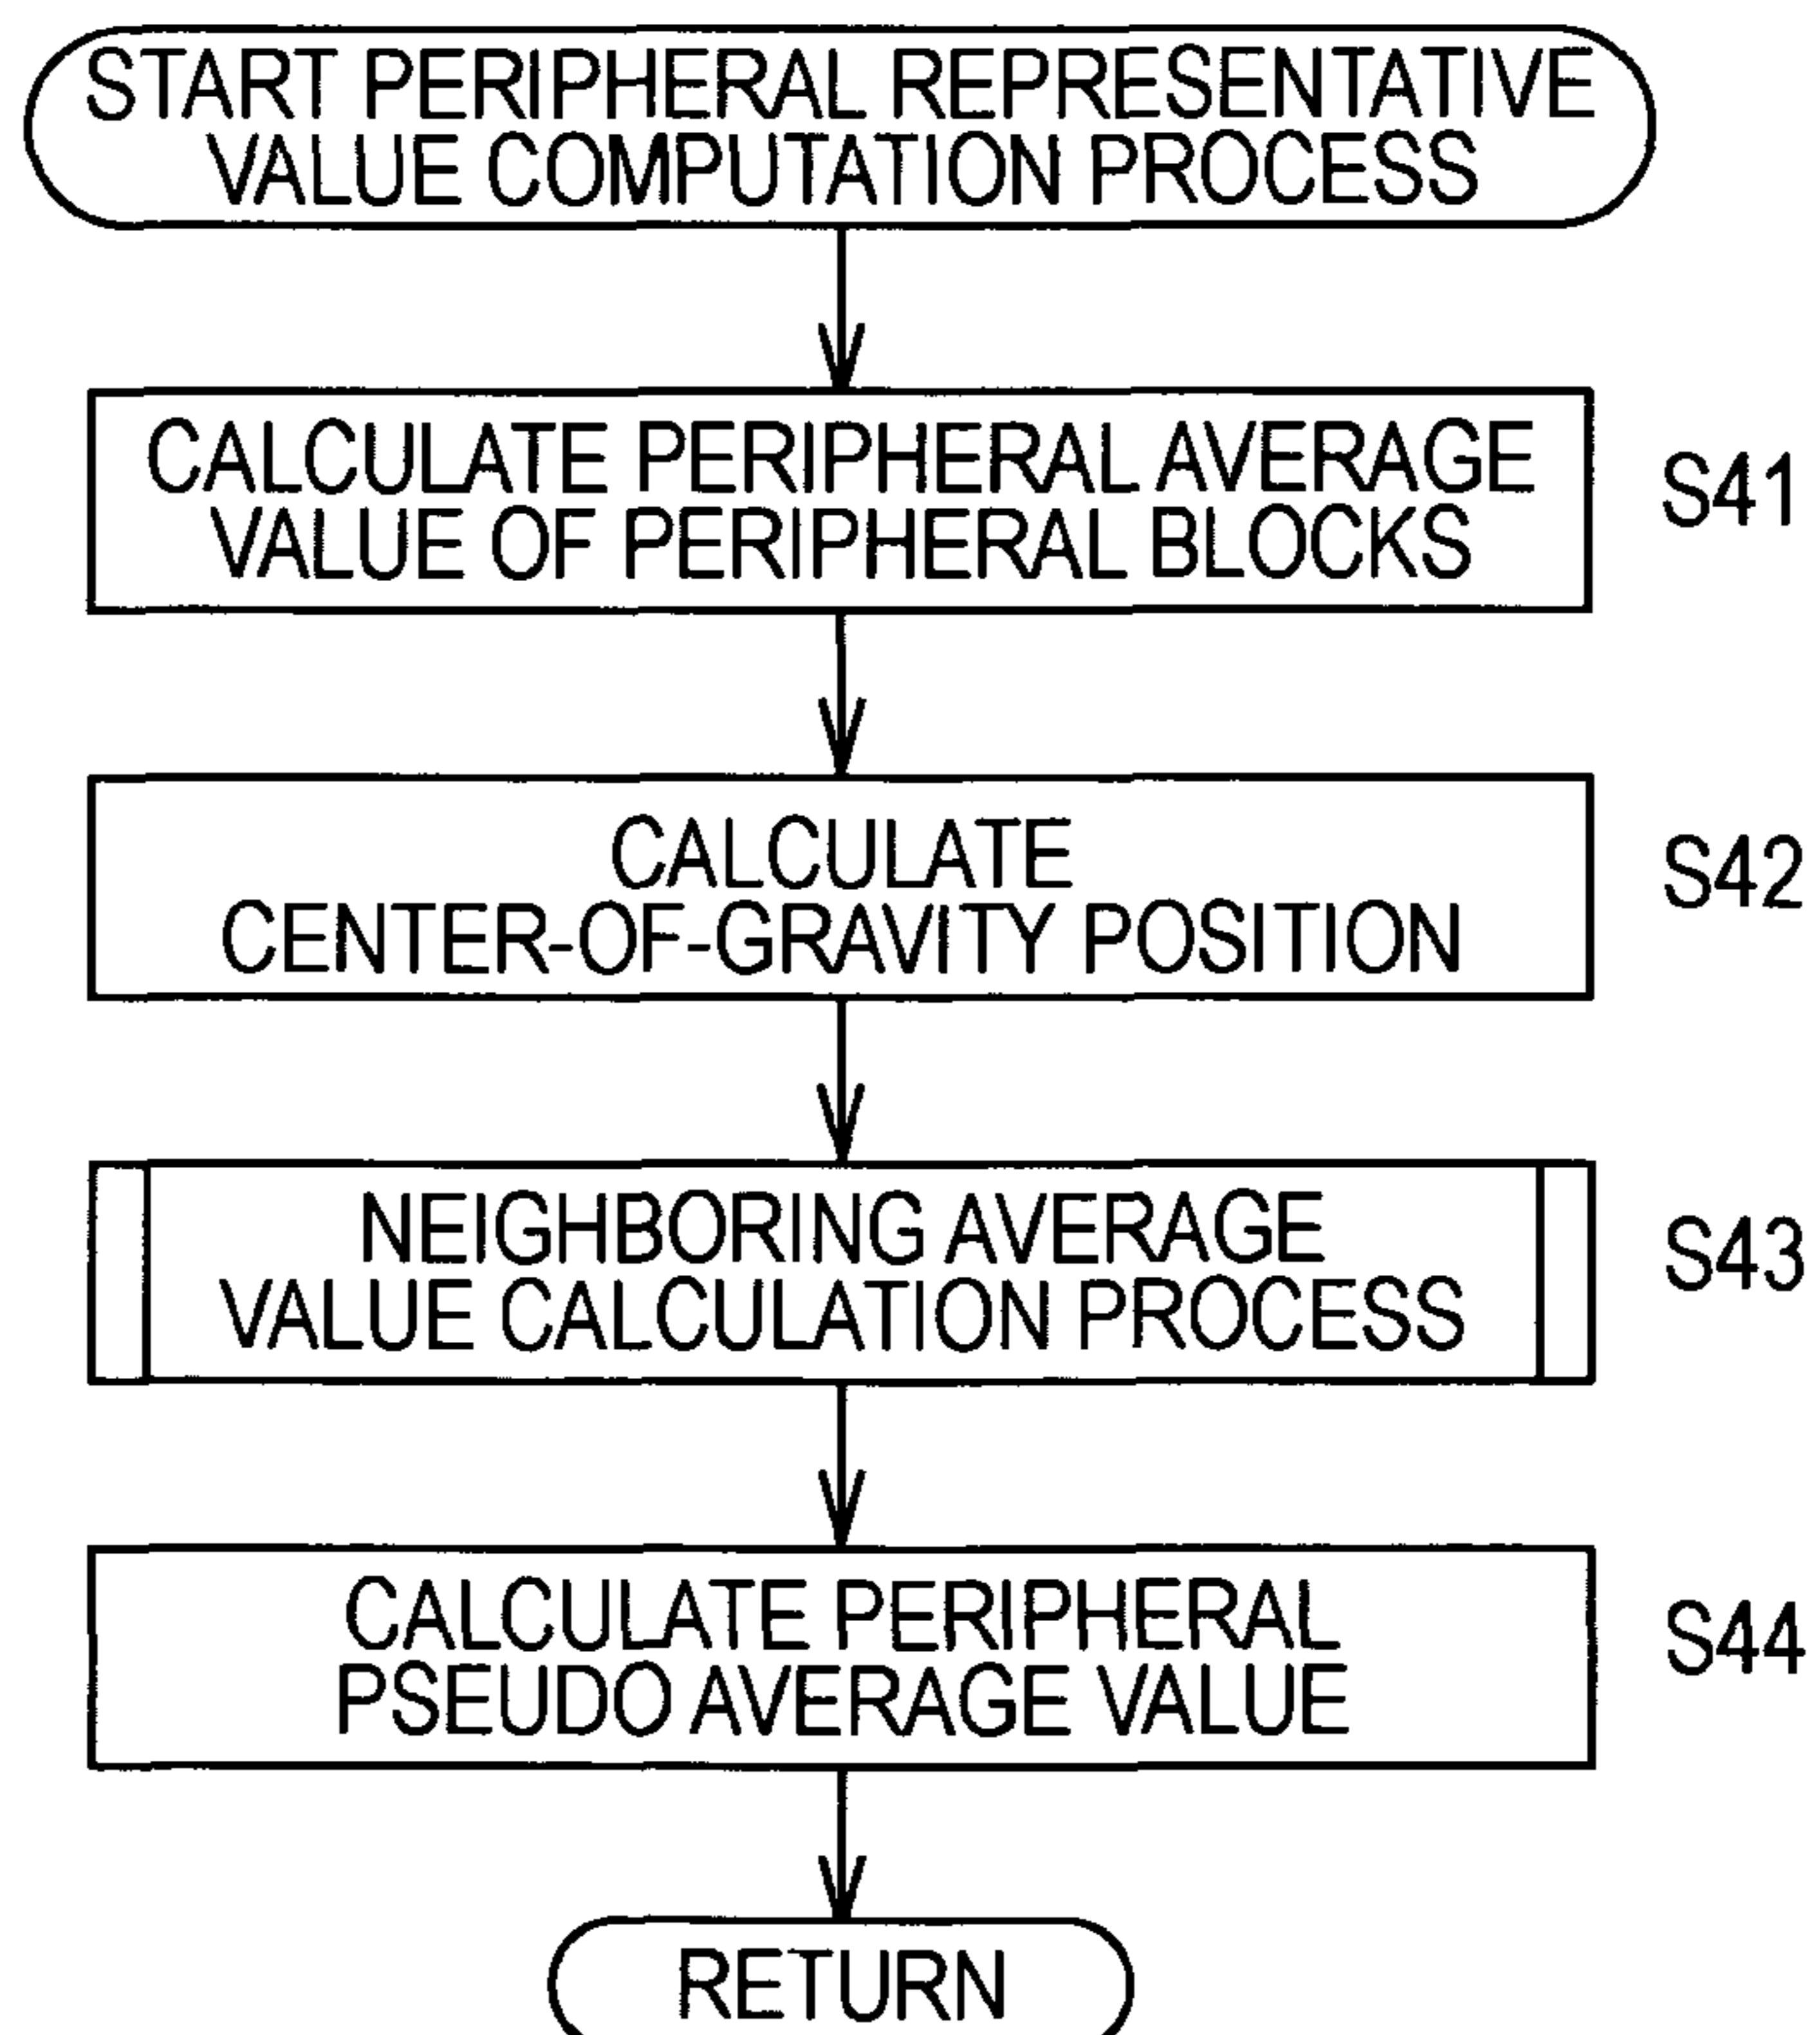 START PERIPHERAL REPRESENTATIVE
VALUE COMPUTATION PROCESS
CALCULATE PERIPHERAL AVERAGE
VALUE OF PERIPHERAL BLOCKS
S41
CALCULATE
CENTER-OF-GRAVITY POSITION
S42
NEIGHBORING AVERAGE
VALUE CALCULATION PROCESS
S43
CALCULATE PERIPHERAL
PSEUDO AVERAGE VALUE
S44
RETURN